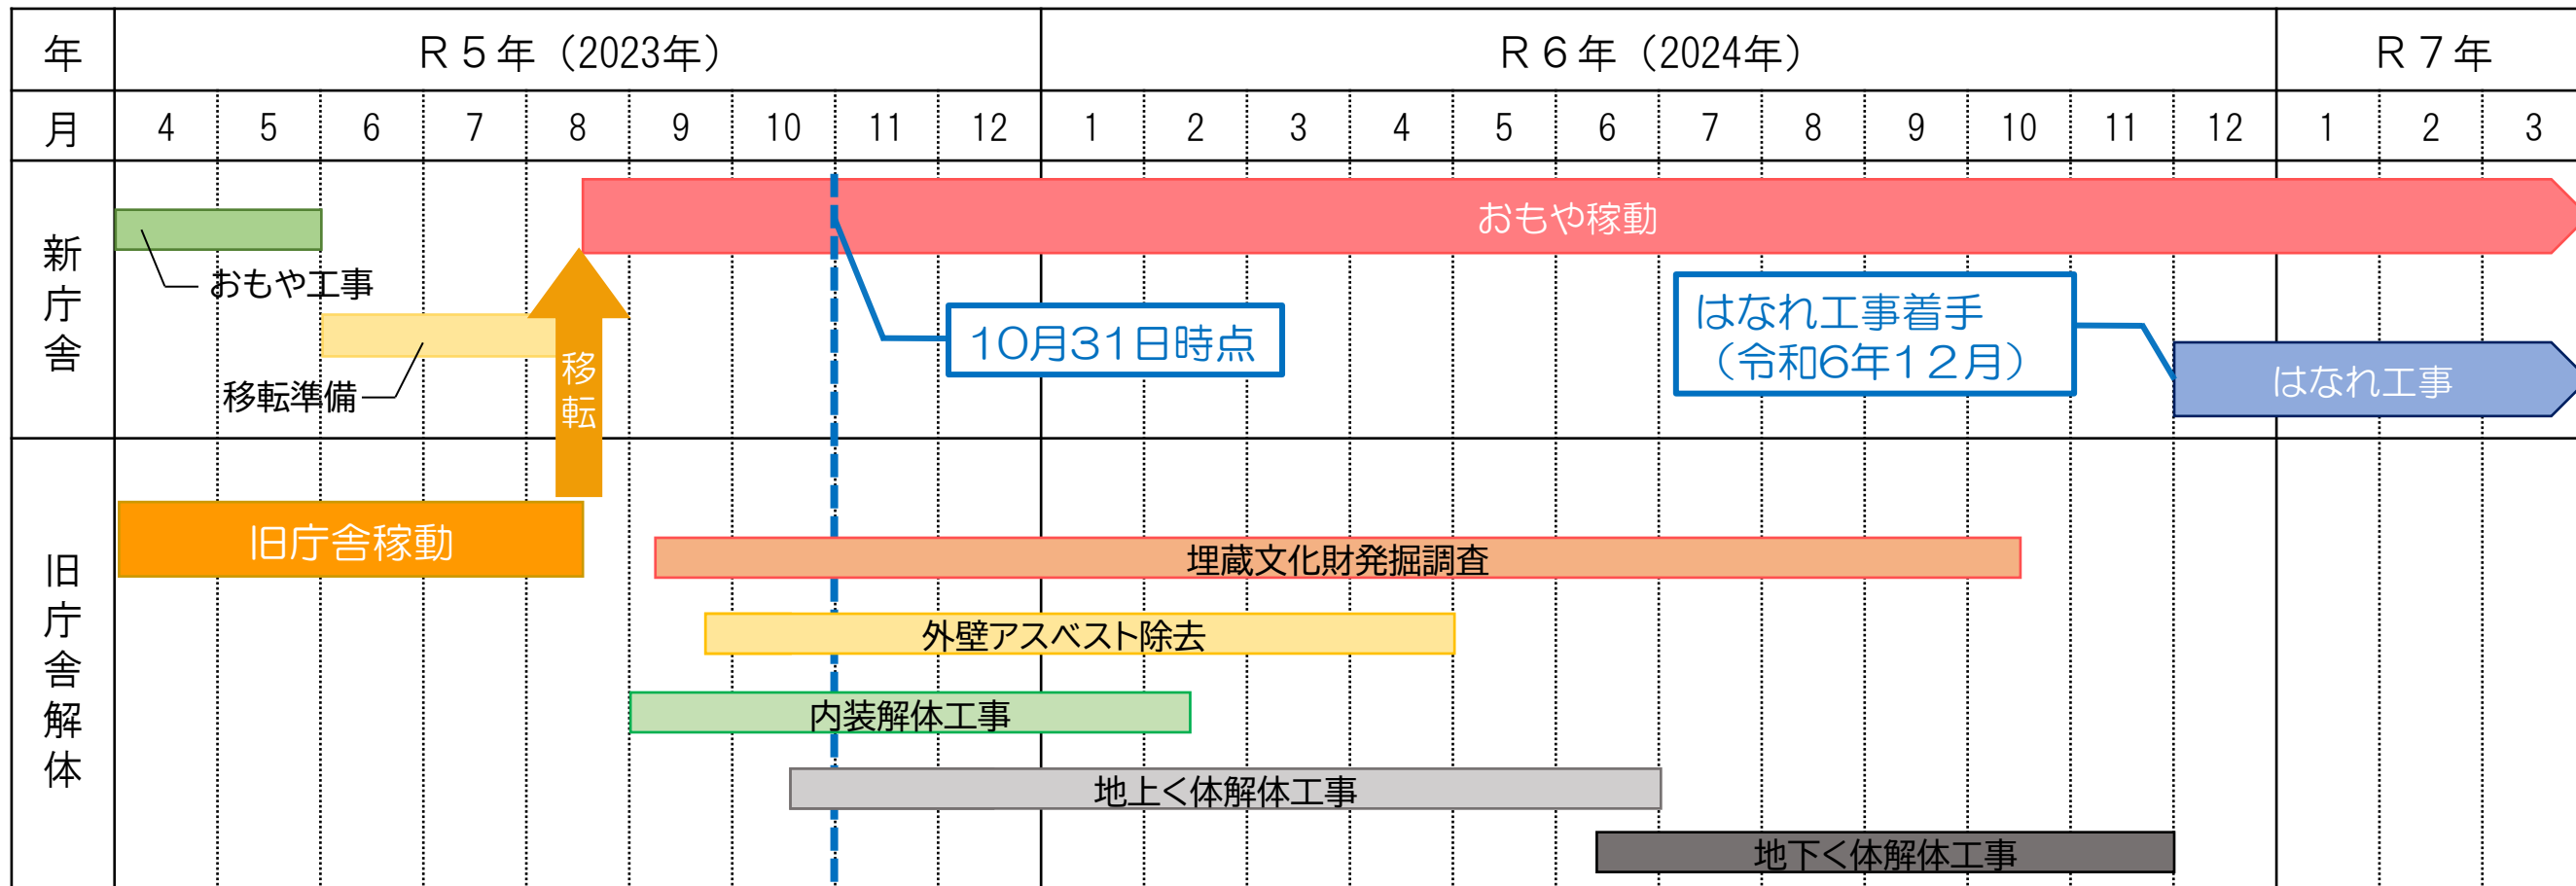 年 R5年（2023年） R6年（2024年） R7年
月 4 5 6 7 8 9 10 11 12 1 2 3 4 5 6 7 8 9 10 11 12 1 2 3
新庁舎
おもや稼動
おもや工事
移転準備
移転
10月31日時点
はなれ工事着手
（令和6年12月）
はなれ工事
旧庁舎解体
旧庁舎稼動
埋蔵文化財発掘調査
外壁アスベスト除去
内装解体工事
地上く体解体工事
地下く体解体工事